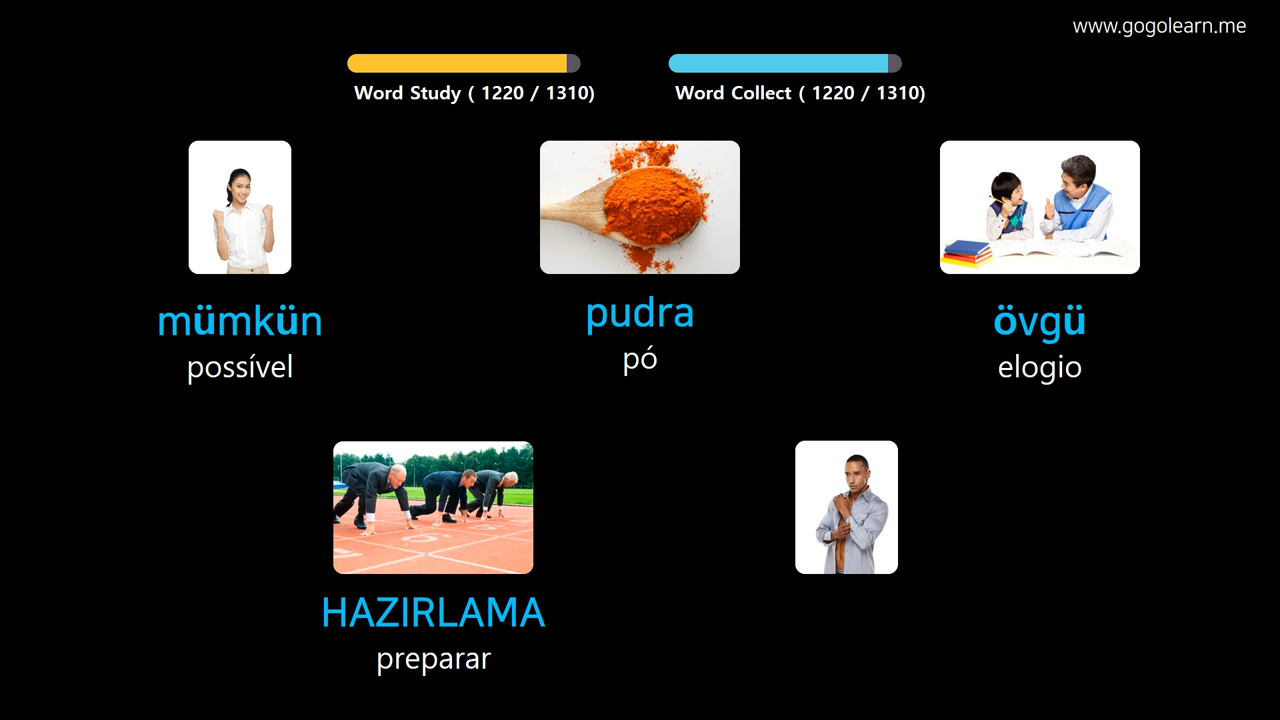 www.gogolearn.me
Word Study ( 1220 / 1310)
Word Collect ( 1220 / 1310)
mümkün
possível
pudra
pó
övgü
elogio
HAZIRLAMA
preparar